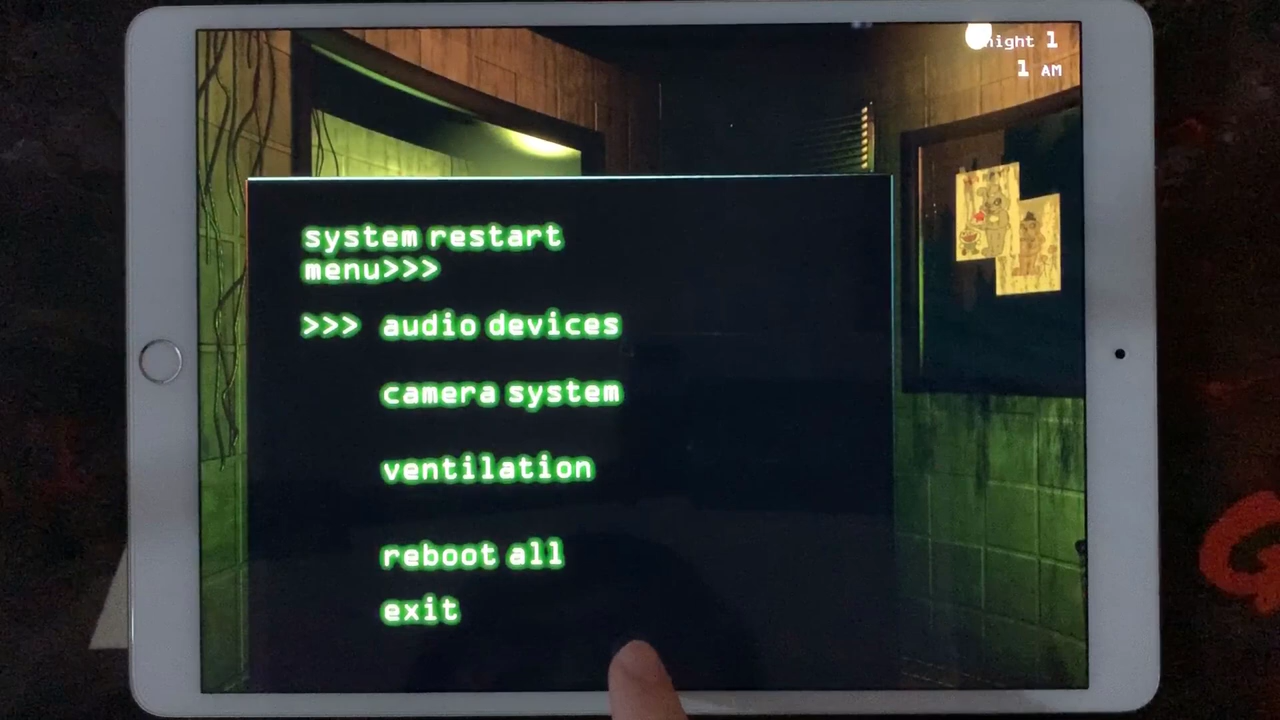 night 1
1 AM
system restart
menu>>>
>>> audio devices
camera system
ventilation
reboot all
exit